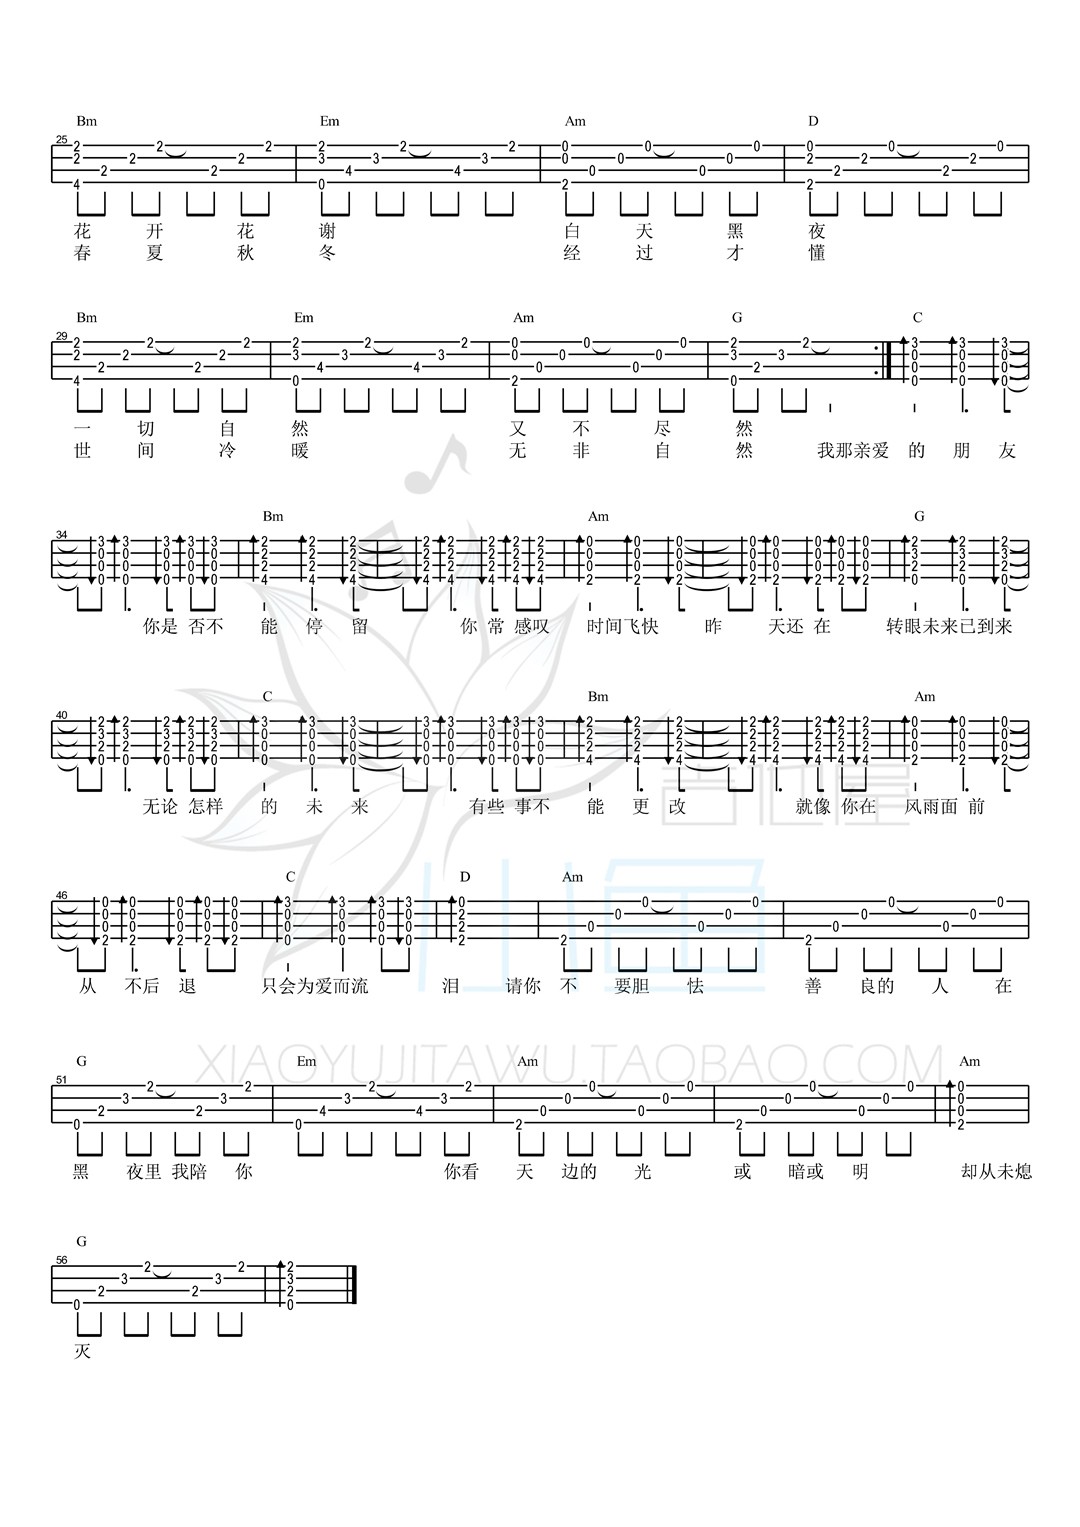 Bm Em Am D
25
花 开 花 谢 白 天 黑 夜
春 夏 秋 冬 经 过 才 懂
Bm Em Am G C
29
一 切 自 然 又 不 尽 然
世 间 冷 暖 无 非 自 然 我那亲爱 的 朋 友
Bm Am G
34
你是 否不 能 停 留 你 常 感叹 时间飞快 昨 天还 在 转眼未来已到来
C Bm Am
40
无论 怎样 的 未 来 有些 事不 能 更 改 就像 你在 风雨面 前
C D Am
46
从 不后 退 只会为爱而流 泪 请你 不 要胆 怯 善 良的 人 在
XIAOYUJITAWU.TAOBAO.COM
G Em Am Am
51
黑 夜里 我陪 你 你看 天 边的 光 或 暗或 明 却从未熄
G
56
灭
吉他屋
小鱼